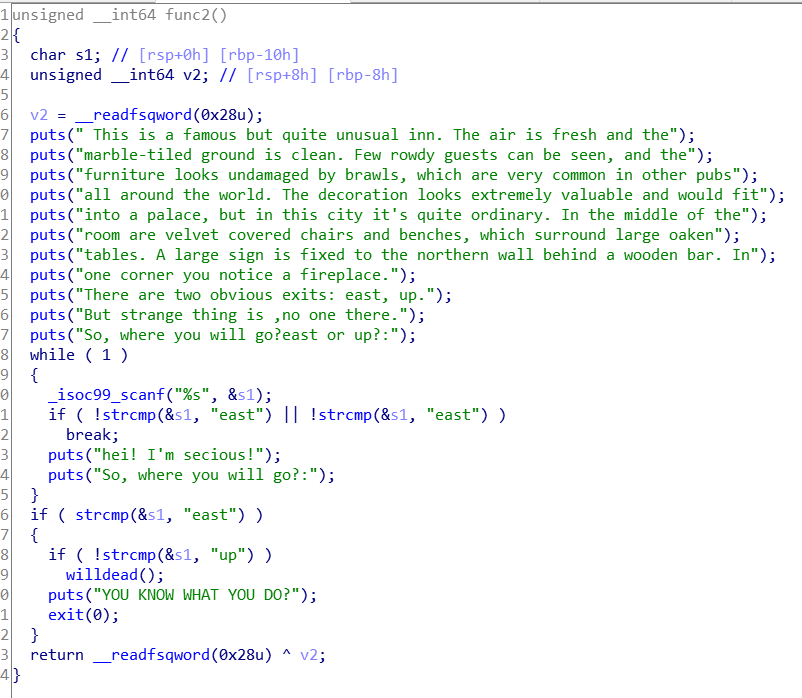 1unsigned __int64 func2()
2{
3  char s1; // [rsp+0h] [rbp-10h]
4  unsigned __int64 v2; // [rsp+8h] [rbp-8h]
5
6  v2 = __readfsqword(0x28u);
7  puts(" This is a famous but quite unusual inn. The air is fresh and the");
8  puts("marble-tiled ground is clean. Few rowdy guests can be seen, and the");
9  puts("furniture looks undamaged by brawls, which are very common in other pubs");
0  puts("all around the world. The decoration looks extremely valuable and would fit");
1  puts("into a palace, but in this city it's quite ordinary. In the middle of the");
2  puts("room are velvet covered chairs and benches, which surround large oaken");
3  puts("tables. A large sign is fixed to the northern wall behind a wooden bar. In");
4  puts("one corner you notice a fireplace.");
5  puts("There are two obvious exits: east, up.");
6  puts("But strange thing is ,no one there.");
7  puts("So, where you will go?east or up?:");
8  while ( 1 )
9  {
0    _isoc99_scanf("%s", &s1);
1    if ( !strcmp(&s1, "east") || !strcmp(&s1, "east") )
2      break;
3    puts("hei! I'm secious!");
4    puts("So, where you will go?:");
5  }
6  if ( strcmp(&s1, "east") )
7  {
8    if ( !strcmp(&s1, "up") )
9      willdead();
0    puts("YOU KNOW WHAT YOU DO?");
1    exit(0);
2  }
3  return __readfsqword(0x28u) ^ v2;
4}